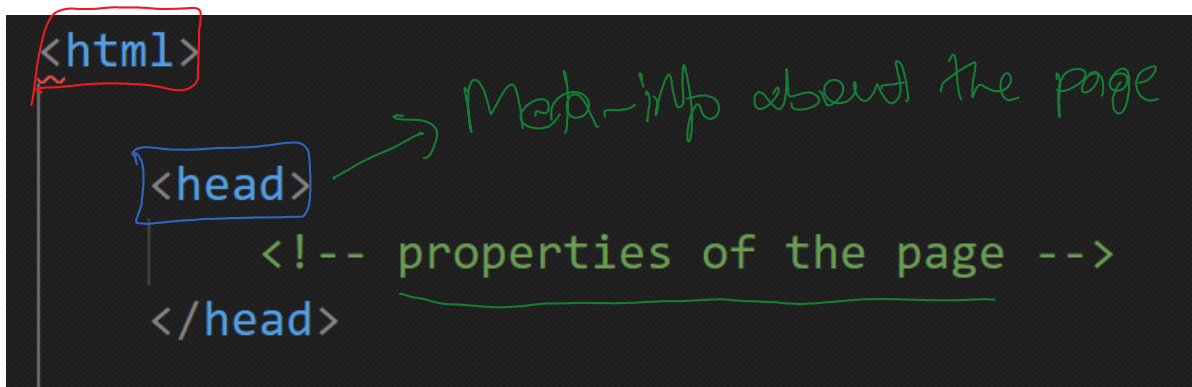 <html>
Meta-info about the page
<head>
<!-- properties of the page -->
</head>